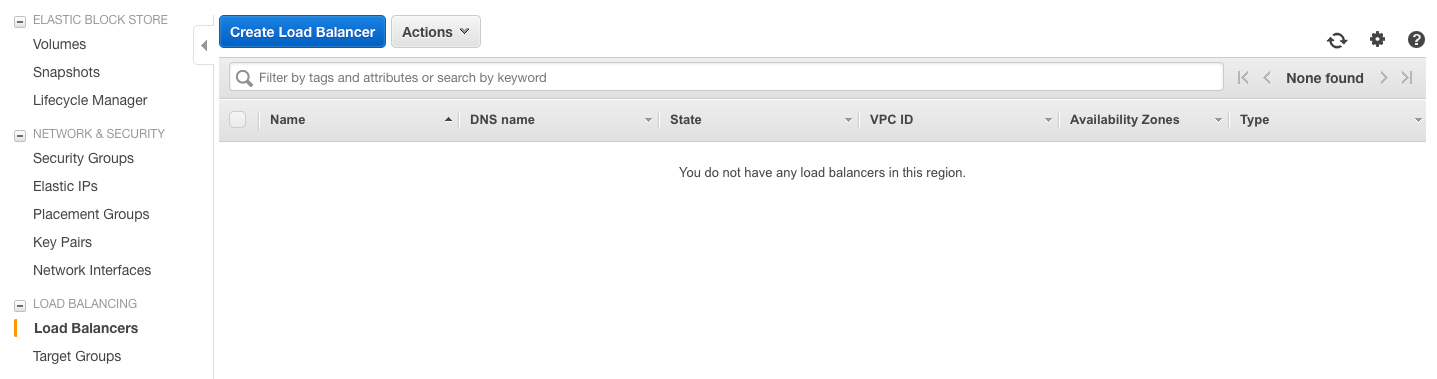 ELASTIC BLOCK STORE
Volumes
Snapshots
Lifecycle Manager
NETWORK & SECURITY
Security Groups
Elastic IPs
Placement Groups
Key Pairs
Network Interfaces
LOAD BALANCING
Load Balancers
Target Groups
Create Load Balancer Actions
Filter by tags and attributes or search by keyword None found
Name DNS name State VPC ID Availability Zones Type
You do not have any load balancers in this region.